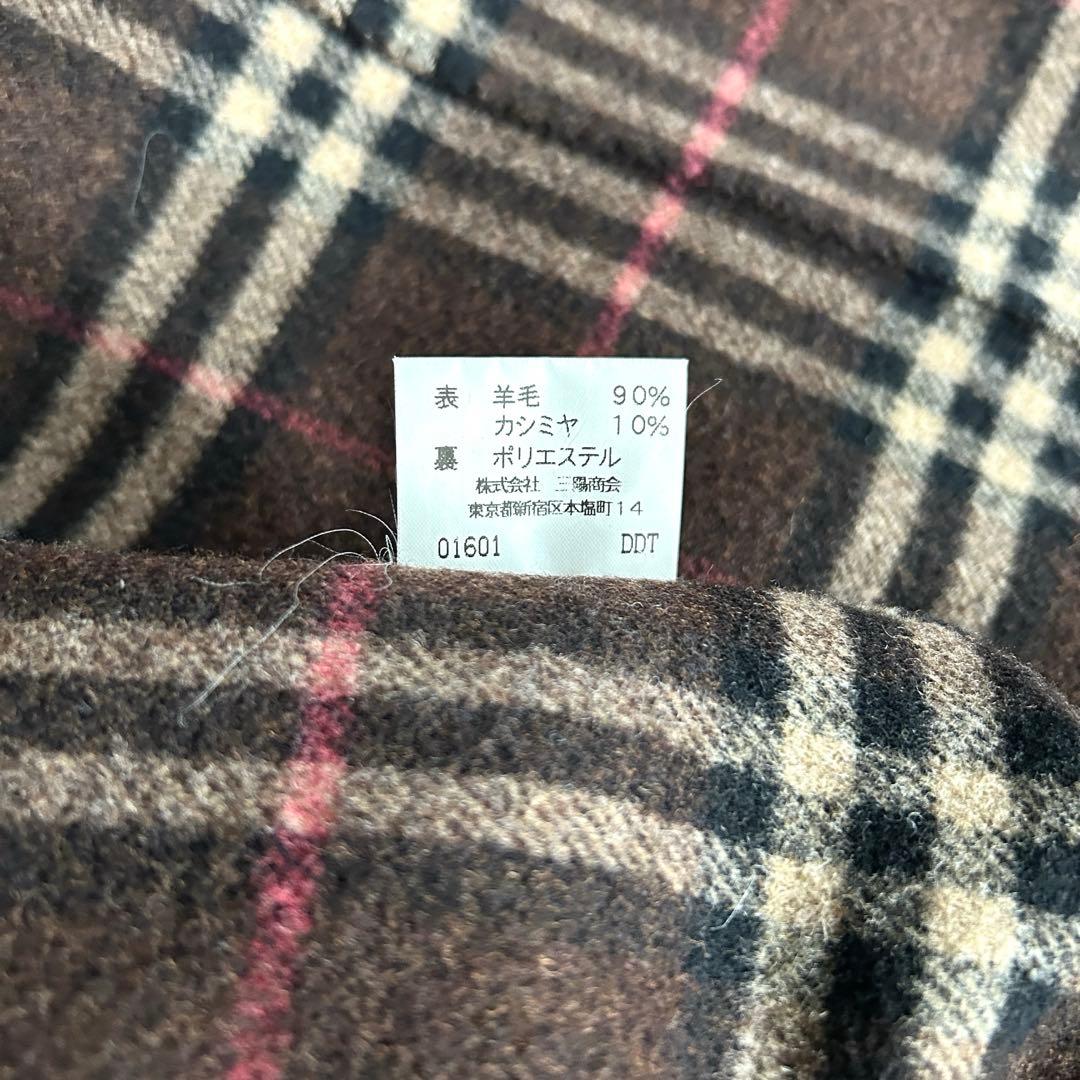 表 羊毛 90%
カシミヤ 10%
裏 ポリエステル
株式会社 三陽商会
東京都新宿区本塩町14
01601 DDT